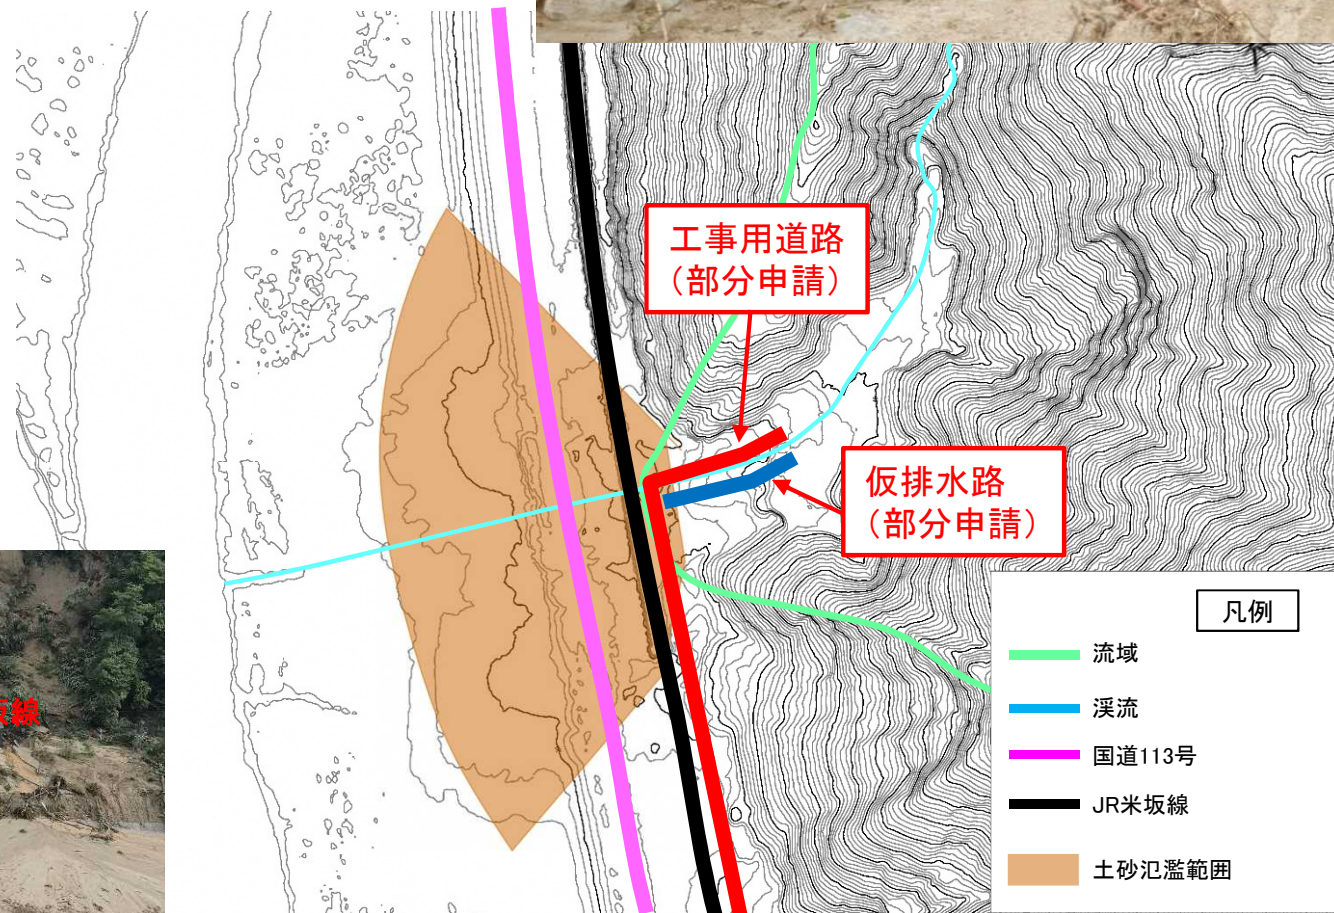 工事用道路
（部分申請）
仮排水路
（部分申請）
凡例
流域
渓流
国道113号
JR米坂線
土砂氾濫範囲
坂線